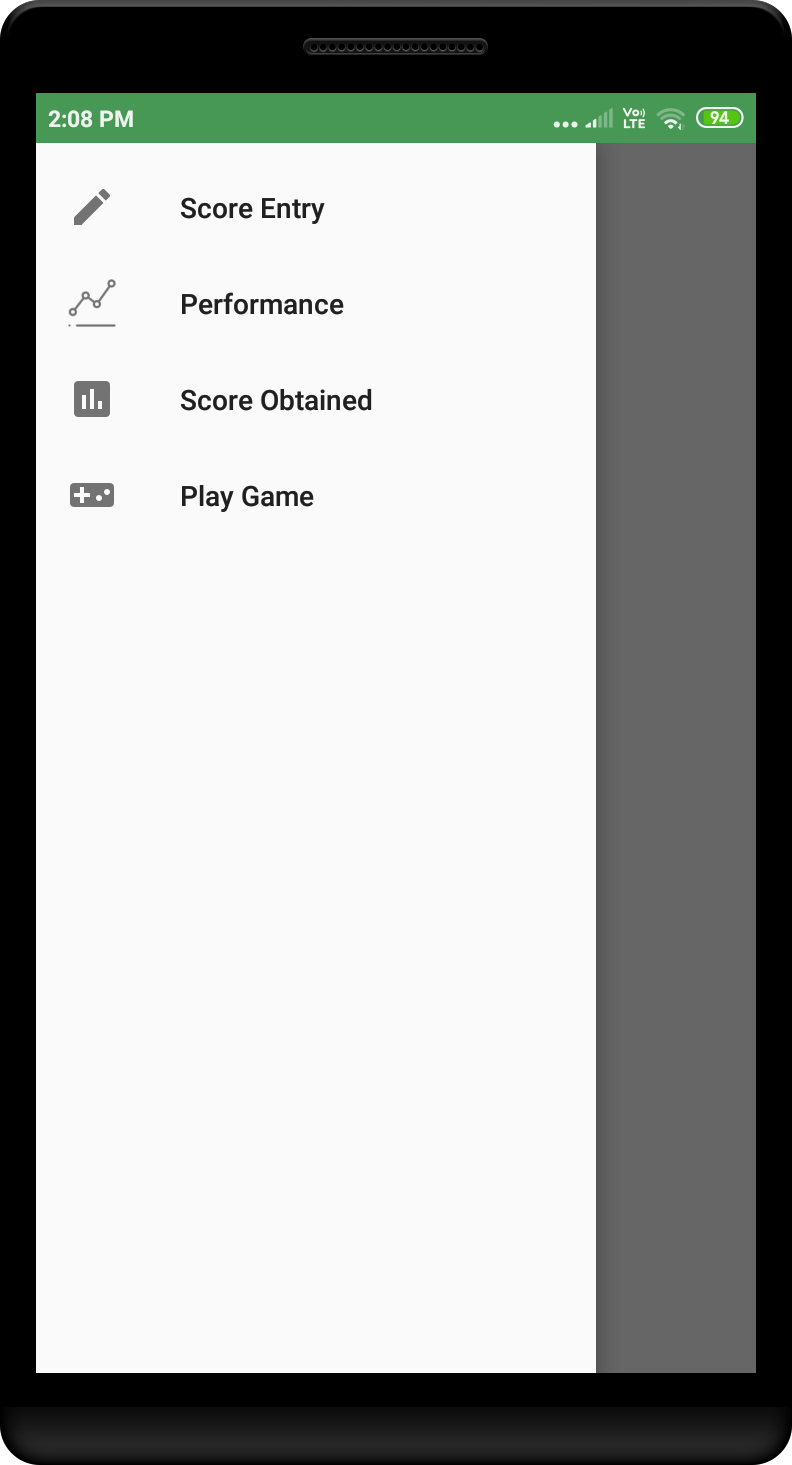 2:08 PM
Vo))
LTE
94
Score Entry
Performance
Score Obtained
Play Game